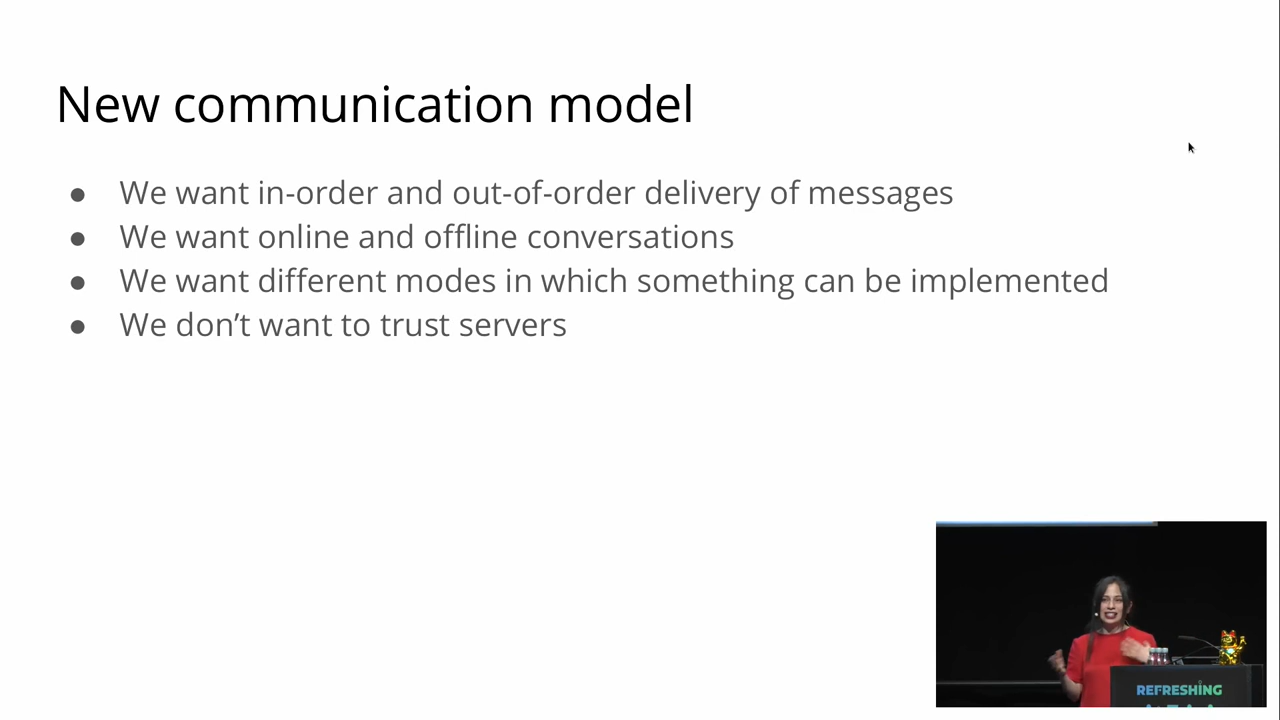 New communication model
● We want in-order and out-of-order delivery of messages
● We want online and offline conversations
● We want different modes in which something can be implemented
● We don’t want to trust servers
REFRESHING